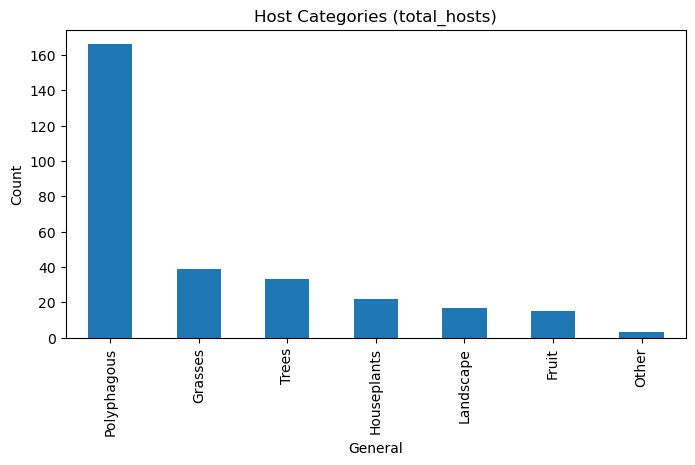 Host Categories (total_hosts)
Count
160
140
120
100
80
60
40
20
0
Polyphagous
Grasses
Trees
Houseplants
Landscape
Fruit
Other
General